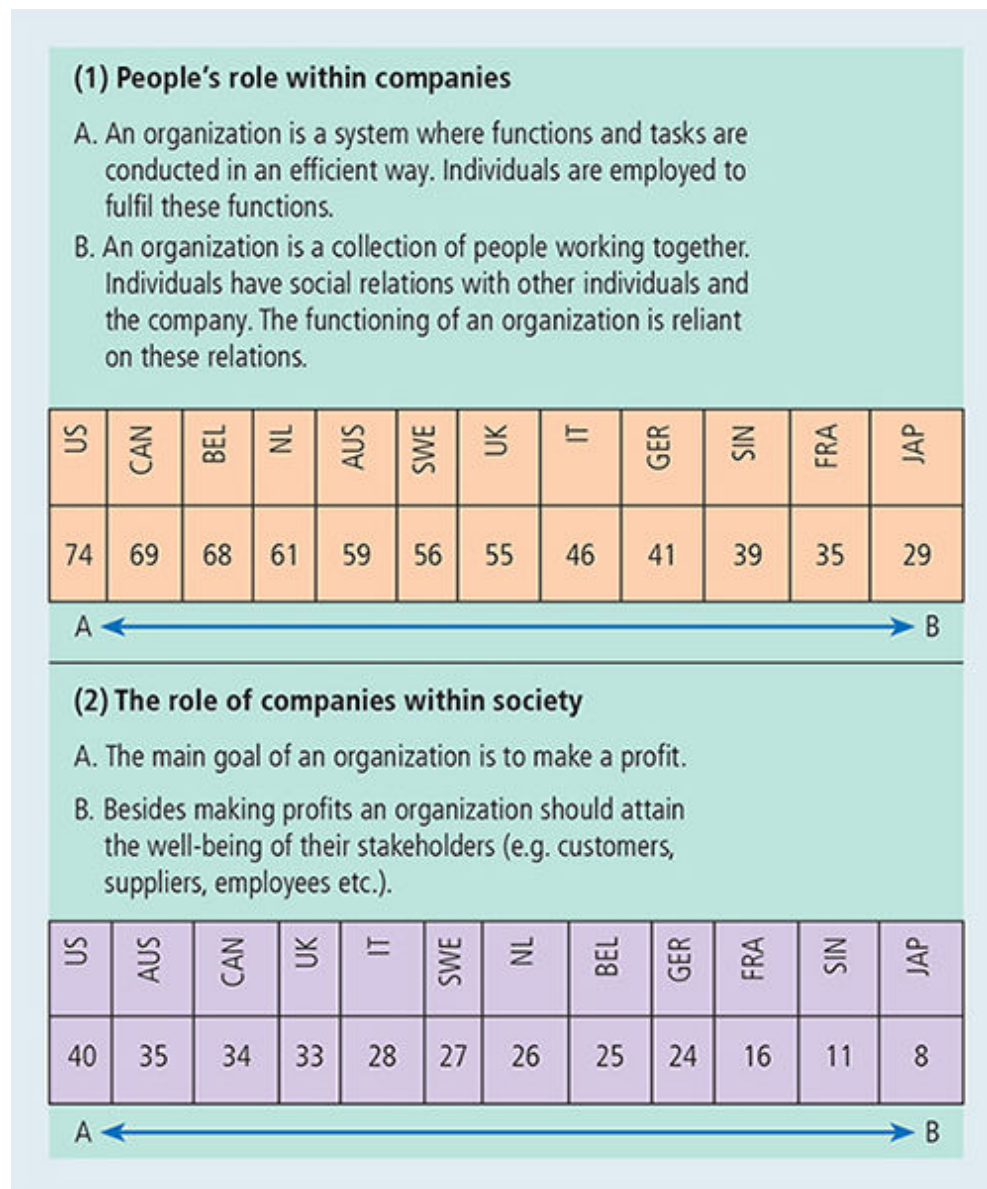 (1) People's role within companies
A. An organization is a system where functions and tasks are
conducted in an efficient way. Individuals are employed to
fulfil these functions.
B. An organization is a collection of people working together.
Individuals have social relations with other individuals and
the company. The functioning of an organization is reliant
on these relations.
US CAN BEL NL AUS SWE UK IT GER SIN FRA JAP
74 69 68 61 59 56 55 46 41 39 35 29
A B
(2) The role of companies within society
A. The main goal of an organization is to make a profit.
B. Besides making profits an organization should attain
the well-being of their stakeholders (e.g. customers,
suppliers, employees etc.).
US AUS CAN UK IT SWE NL BEL GER FRA SIN JAP
40 35 34 33 28 27 26 25 24 16 11 8
A B